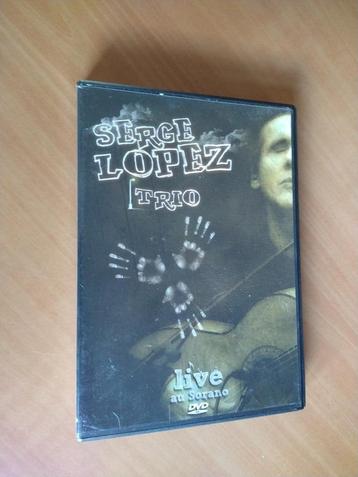 SERGE
LOPEZ
TRIO
live
au Sorano
DVD